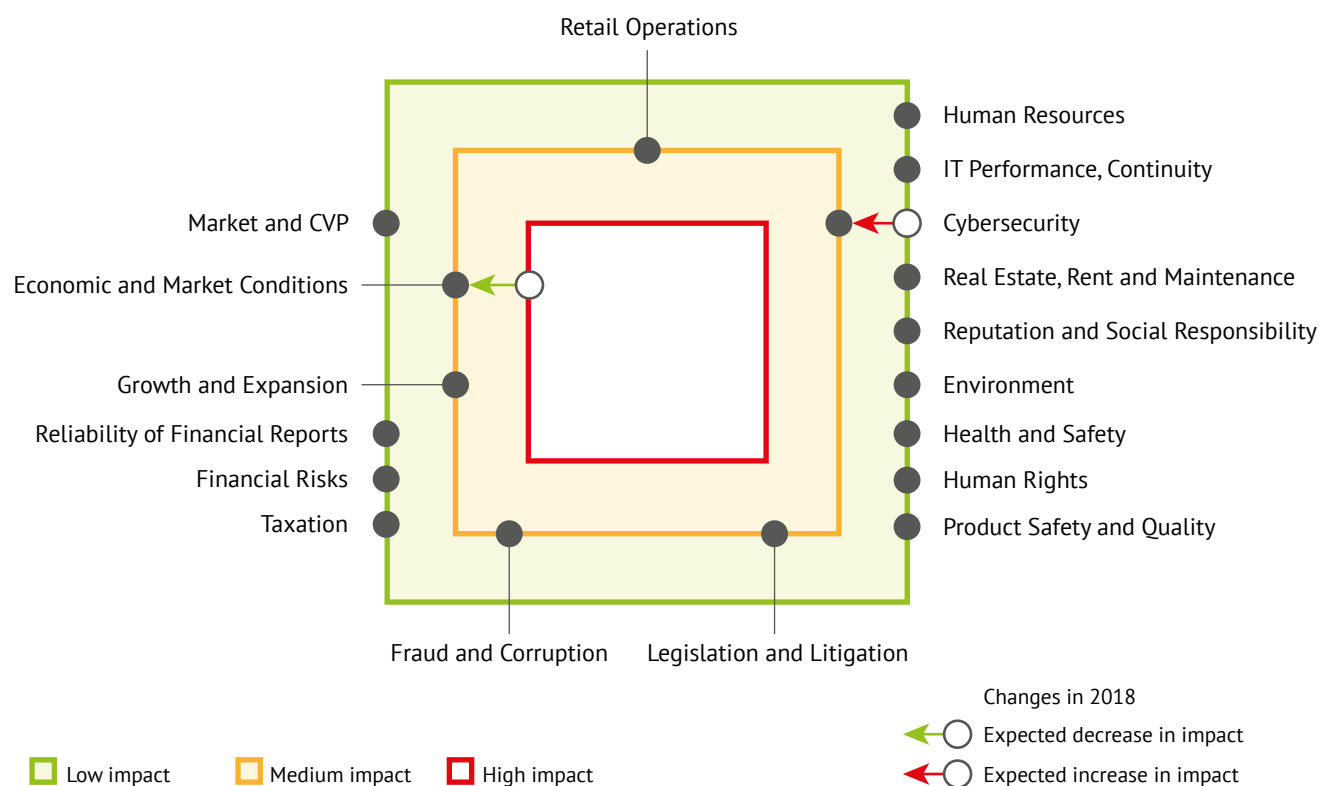 Retail Operations
Human Resources
IT Performance, Continuity
Market and CVP
Cybersecurity
Economic and Market Conditions
Real Estate, Rent and Maintenance
Reputation and Social Responsibility
Growth and Expansion
Environment
Reliability of Financial Reports
Health and Safety
Financial Risks
Human Rights
Taxation
Product Safety and Quality
Fraud and Corruption
Legislation and Litigation
Changes in 2018
Expected decrease in impact
Low impact
Medium impact
High impact
Expected increase in impact